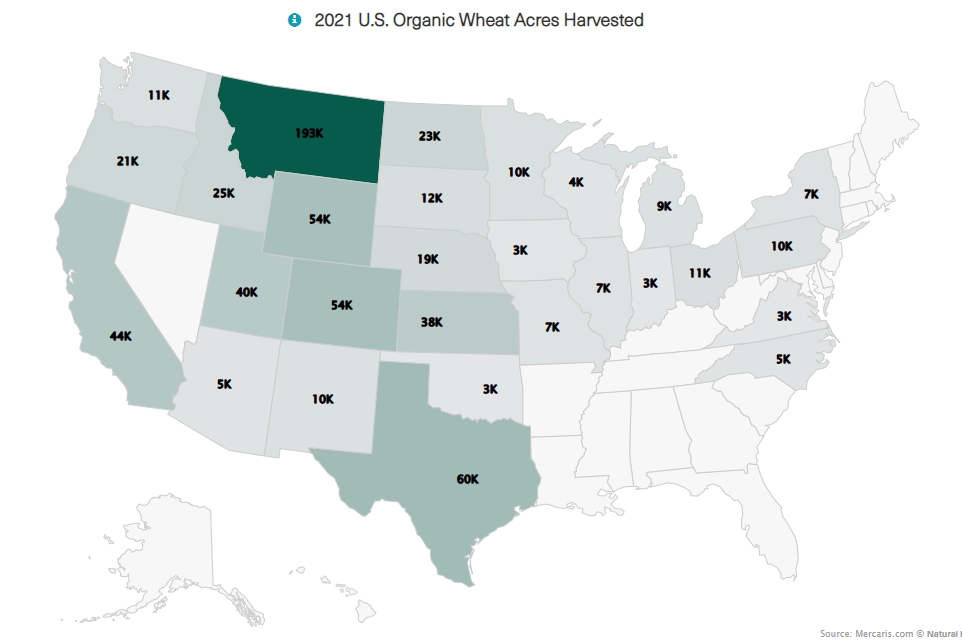 2021 U.S. Organic Wheat Acres Harvested
11K
193K
23K
21K
10K
4K
25K
12K
7K
9K
54K
3K
10K
19K
11K
40K
7K
3K
54K
38K
3K
44K
7K
5K
5K
3K
10K
60K
Source: Mercaris.com © Natural